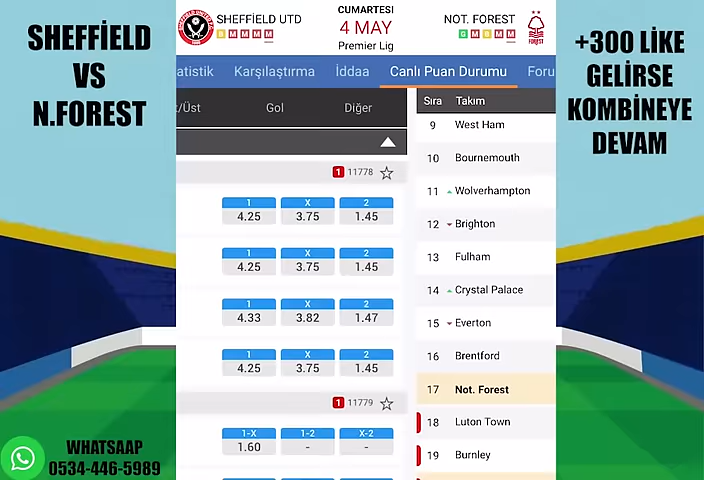 SHEFFİELD
VS
N.FOREST
SHEFFİELD UTD
B M M M M
CUMARTESİ
4 MAY
Premier Lig
NOT. FOREST
G M B M M
FOREST
+300 LİKE
GELİRSE
KOMBİNEYE
DEVAM
atistik Karşılaştırma İddaa Canlı Puan Durumu Foru
t/Üst Gol Diğer
1 11778
1 X 2
4.25 3.75 1.45
1 X 2
4.25 3.75 1.45
1 X 2
4.33 3.82 1.47
1 X 2
4.25 3.75 1.45
1 11779
1-X 1-2 X-2
1.60 - -
Sıra Takım
9 West Ham
10 Bournemouth
11 Wolverhampton
12 Brighton
13 Fulham
14 Crystal Palace
15 Everton
16 Brentford
17 Not. Forest
18 Luton Town
19 Burnley
WHATSAAP
0534-446-5989